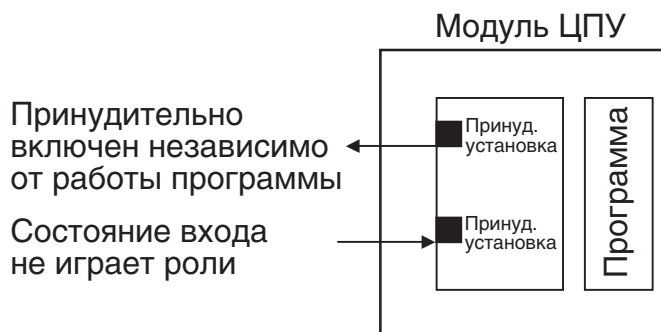 Модуль ЦПУ
Принудительно
включен независимо
от работы программы
Принуд.
установка
Состояние входа
не играет роли
Принуд.
установка
Программа